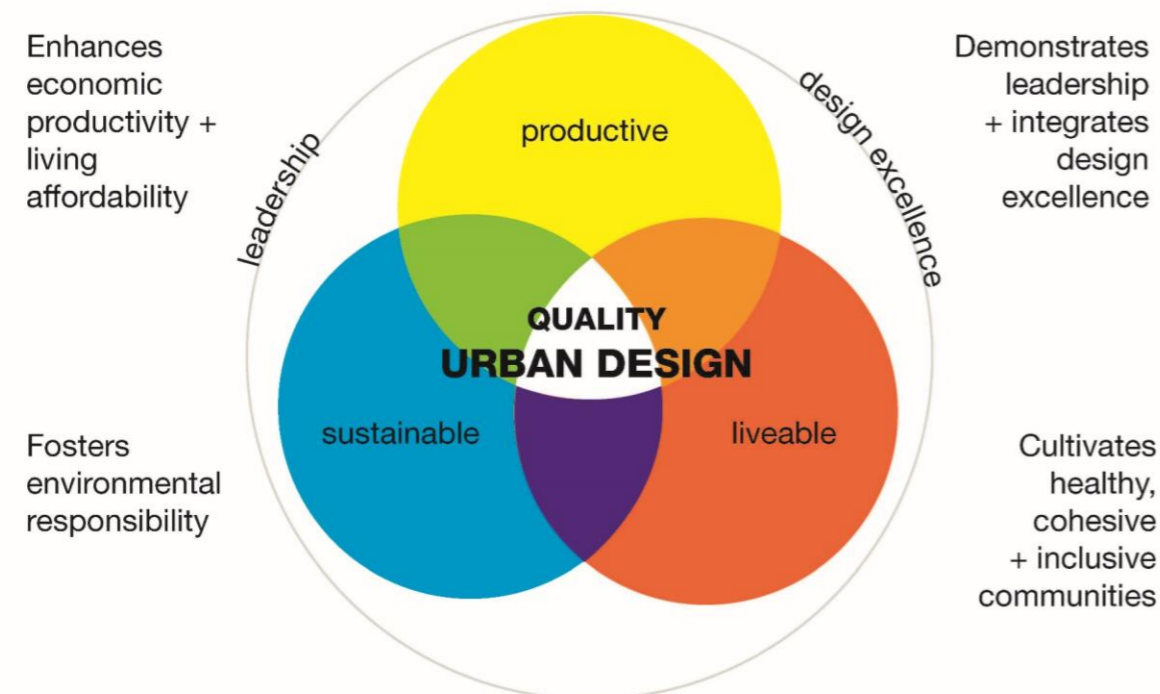 Enhances
economic
productivity +
living
affordability
Demonstrates
leadership
+ integrates
design
excellence
leadership
design excellence
productive
QUALITY
URBAN DESIGN
sustainable
liveable
Fosters
environmental
responsibility
Cultivates
healthy,
cohesive
+ inclusive
communities